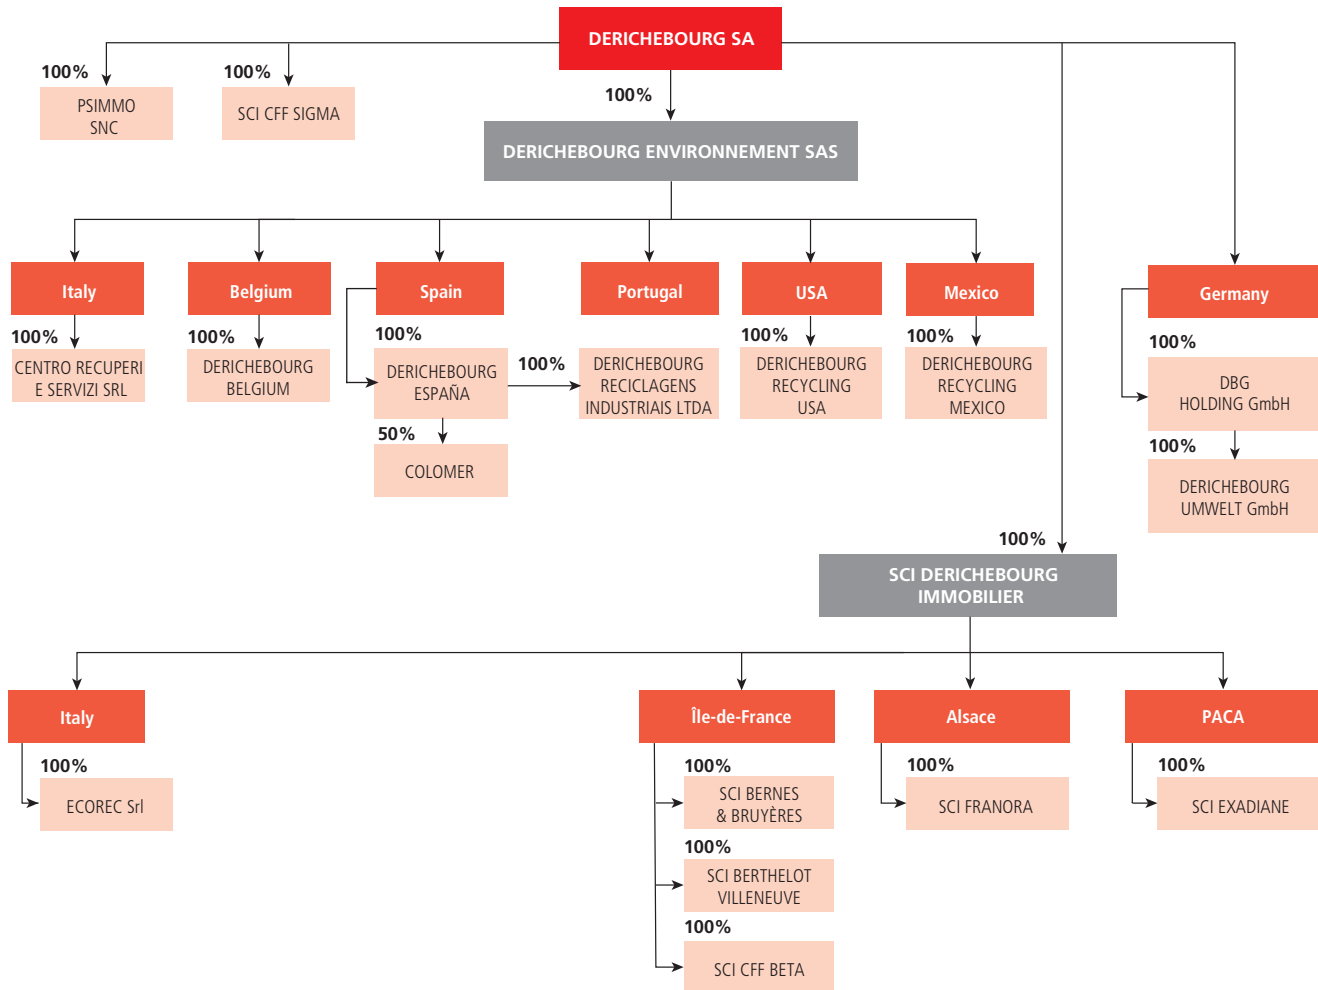 DERICHEBOURG SA
100%
PSIMMO
SNC
100%
SCI CFF SIGMA
100%
DERICHEBOURG ENVIRONNEMENT SAS
Italy
100%
CENTRO RECUPERI
E SERVIZI SRL
Belgium
100%
DERICHEBOURG
BELGIUM
Spain
100%
DERICHEBOURG
ESPAÑA
50%
COLOMER
Portugal
100%
DERICHEBOURG
RECICLAGENS
INDUSTRIAIS LTDA
USA
100%
DERICHEBOURG
RECYCLING
USA
Mexico
100%
DERICHEBOURG
RECYCLING
MEXICO
Germany
100%
DBG
HOLDING GmbH
100%
DERICHEBOURG
UMWELT GmbH
100%
SCI DERICHEBOURG
IMMOBILIER
Italy
100%
ECOREC Srl
Île-de-France
100%
SCI BERNES
& BRUYÈRES
100%
SCI BERTHELOT
VILLENEUVE
100%
SCI CFF BETA
Alsace
100%
SCI FRANORA
PACA
100%
SCI EXADIANE